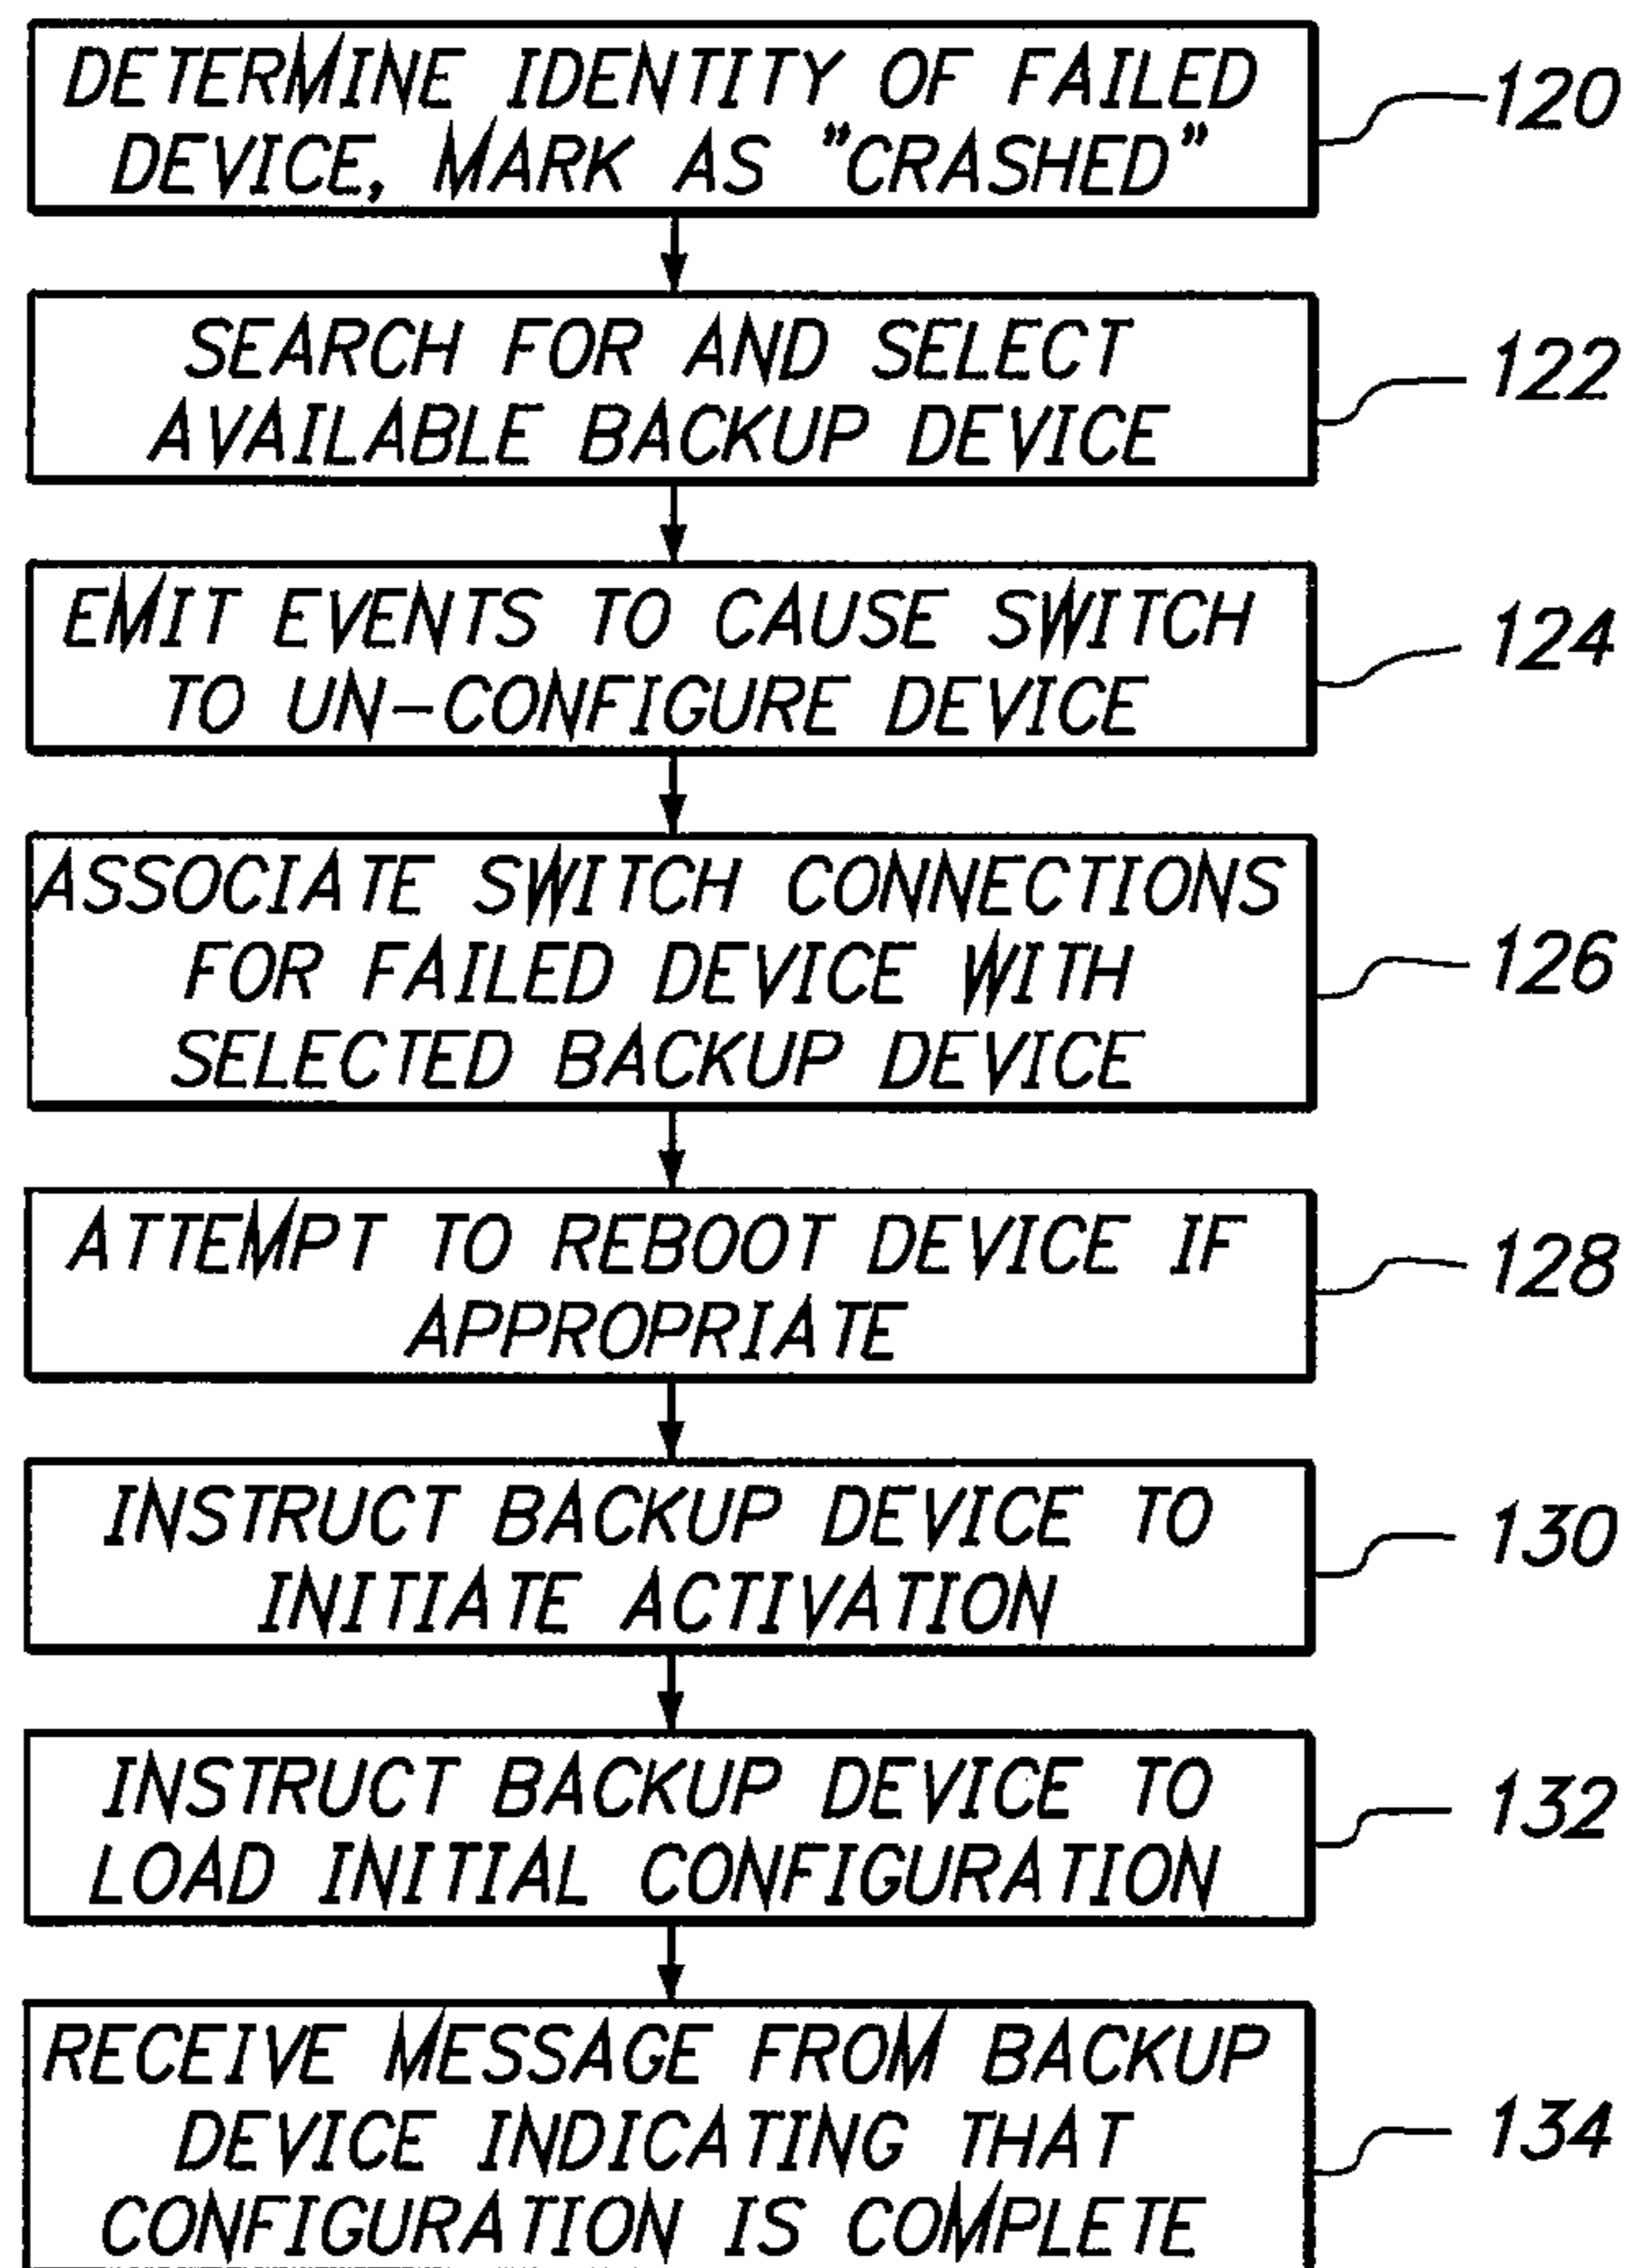 DETERMINE IDENTITY OF FAILED
DEVICE, MARK AS "CRASHED"
120
SEARCH FOR AND SELECT
AVAILABLE BACKUP DEVICE
122
EMIT EVENTS TO CAUSE SWITCH
TO UN-CONFIGURE DEVICE
124
ASSOCIATE SWITCH CONNECTIONS
FOR FAILED DEVICE WITH
SELECTED BACKUP DEVICE
126
ATTEMPT TO REBOOT DEVICE IF
APPROPRIATE
128
INSTRUCT BACKUP DEVICE TO
INITIATE ACTIVATION
130
INSTRUCT BACKUP DEVICE TO
LOAD INITIAL CONFIGURATION
132
RECEIVE MESSAGE FROM BACKUP
DEVICE INDICATING THAT
CONFIGURATION IS COMPLETE
134